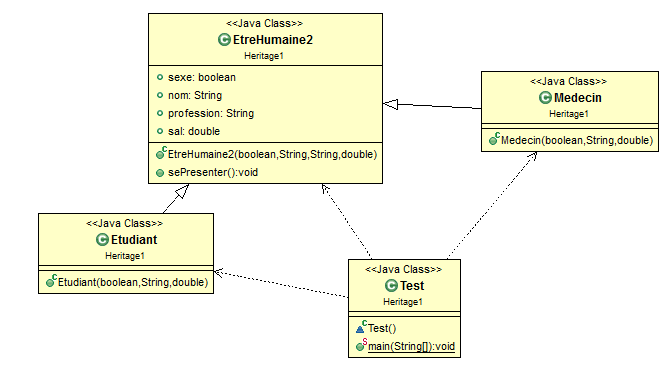 <<Java Class>>
EtreHumaine2
Heritage1
sexe: boolean
nom: String
profession: String
sal: double
EtreHumaine2(boolean,String,String,double)
sePresenter():void
<<Java Class>>
Medecin
Heritage1
Medecin(boolean,String,double)
<<Java Class>>
Etudiant
Heritage1
Etudiant(boolean,String,double)
<<Java Class>>
Test
Heritage1
Test()
main(String[]):void